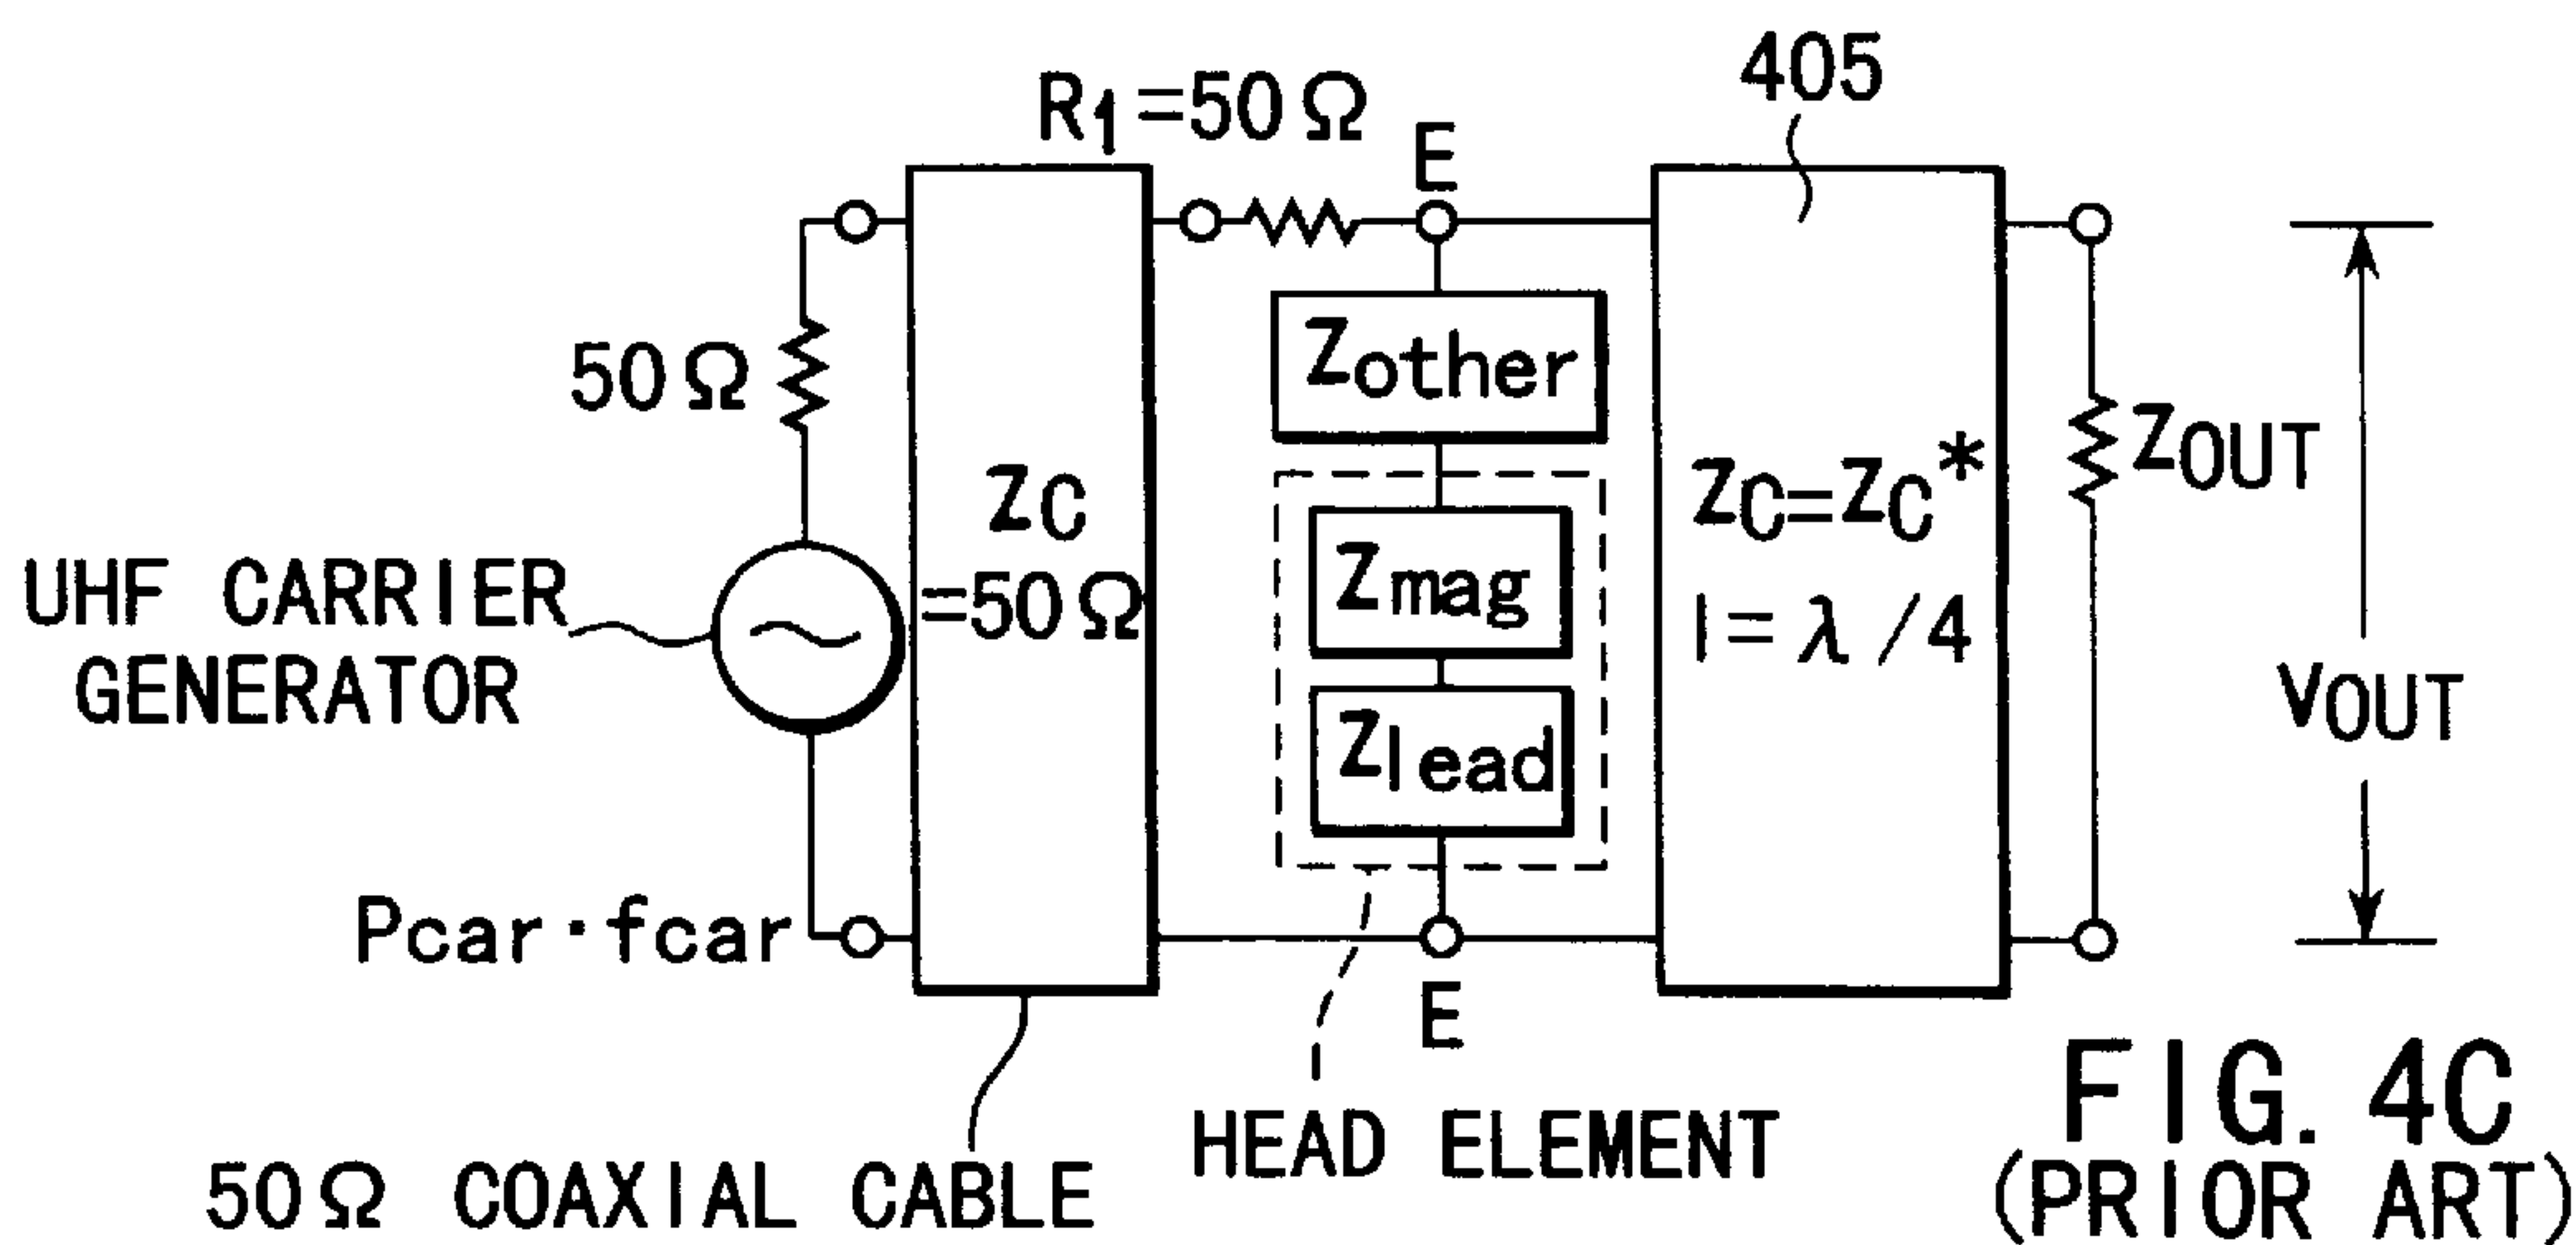 405
R1=50Ω
E
50Ω
ZC
=50Ω
Zother
Zmag
Zlead
ZC=ZC*
l=λ/4
ZOUT
VOUT
UHF CARRIER
GENERATOR
Pcar·fcar
E
HEAD ELEMENT
50Ω COAXIAL CABLE
FIG. 4C
(PRIOR ART)